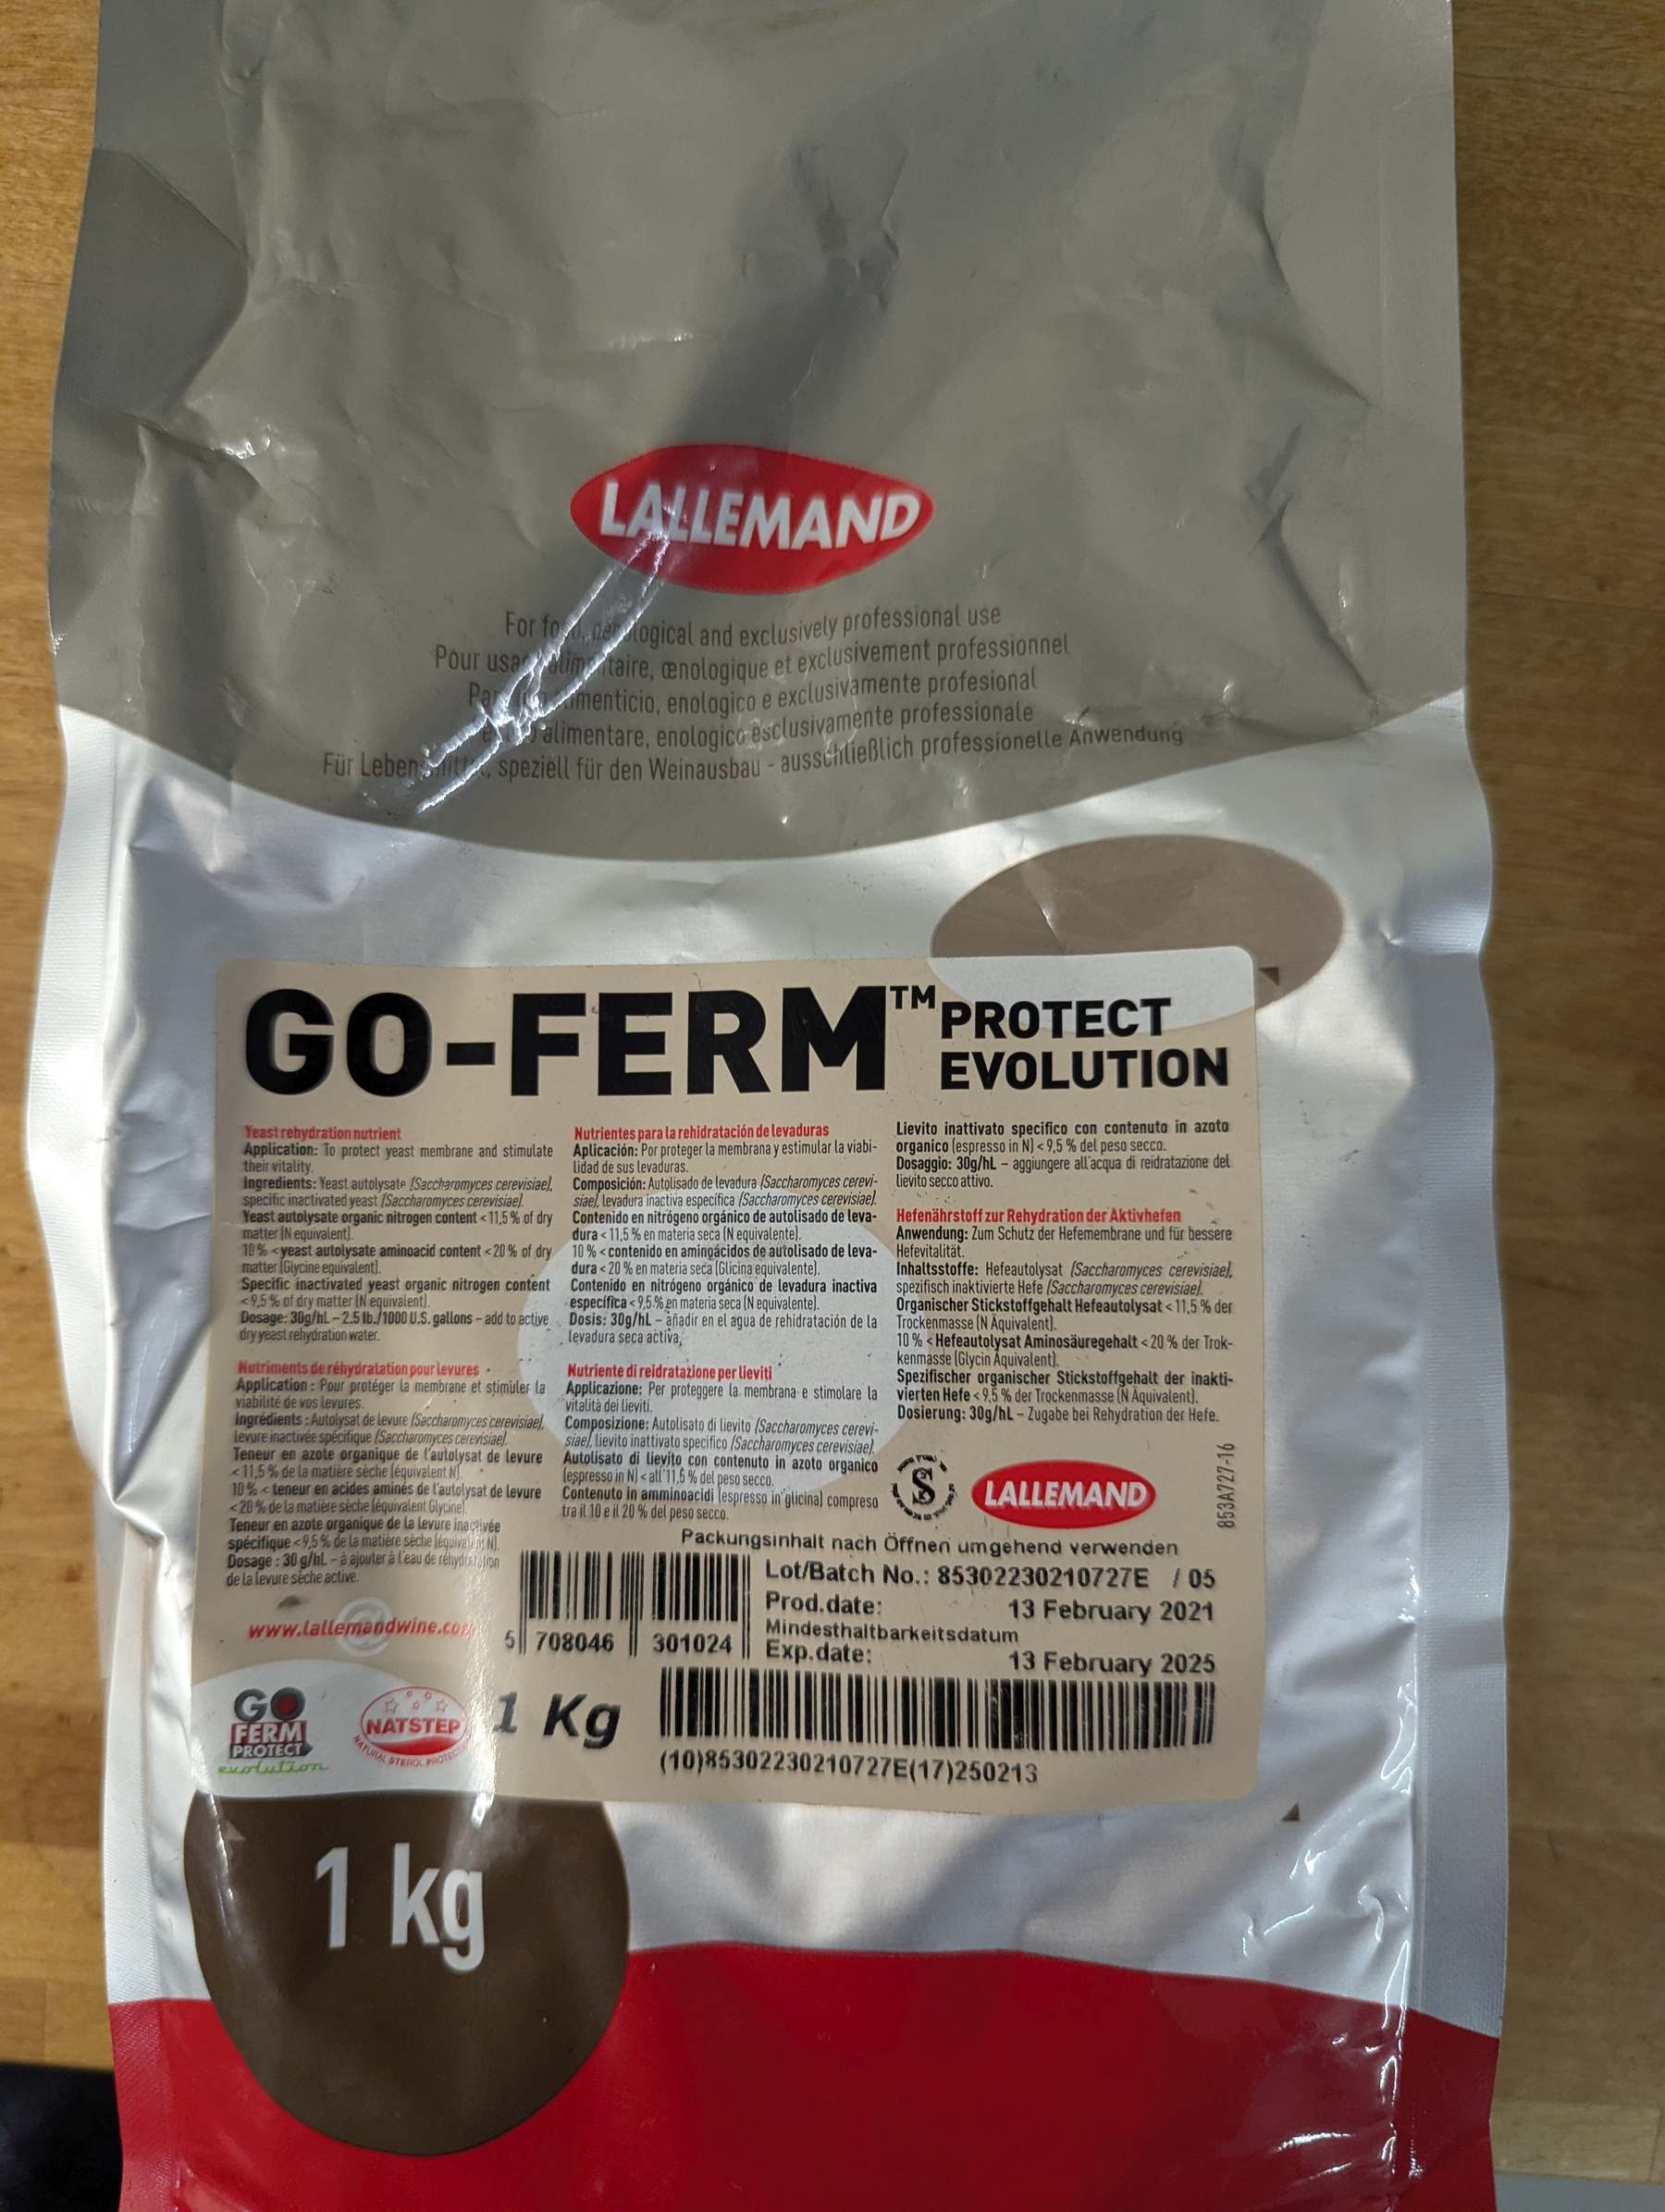 LALLEMAND
For food, oenological and exclusively professional use
Pour usage alimentaire, œnologique et exclusivement professionnel
alimenticio, enologico e exclusivamente profesional
alimentare, enologico esclusivamente professionale
Für Lebensmittel, speziell für den Weinausbau - ausschließlich professionelle Anwendung
GO-FERM™ PROTECT
EVOLUTION
Yeast rehydration nutrient
Application: To protect yeast membrane and stimulate
their vitality.
Ingredients: Yeast autolysate (Saccharomyces cerevisiae),
specific inactivated yeast (Saccharomyces cerevisiae).
Yeast autolysate organic nitrogen content < 11,5 % of dry
matter (N equivalent).
10 % < yeast autolysate aminoacid content < 20 % of dry
matter (Glycine equivalent).
Specific inactivated yeast organic nitrogen content
< 9,5 % of dry matter (N equivalent).
Dosage: 30g/hL – 2.5 lb./1000 U.S. gallons – add to active
dry yeast rehydration water.
Nutriments de réhydratation pour levures
Application : Pour protéger la membrane et stimuler la
viabilité de vos levures.
Ingrédients : Autolysat de levure (Saccharomyces cerevisiae),
levure inactivée spécifique (Saccharomyces cerevisiae).
Teneur en azote organique de l'autolysat de levure
< 11,5 % de la matière sèche (équivalent N).
10 % < teneur en acides aminés de l'autolysat de levure
< 20 % de la matière sèche (équivalent Glycine).
Teneur en azote organique de la levure inactivée
spécifique < 9,5 % de la matière sèche (équivalent N).
Dosage : 30 g/hL – à ajouter à l'eau de réhydratation
de la levure sèche active.
www.lallemandwine.com
Nutrientes para la rehidratación de levaduras
Aplicación: Por proteger la membrana y estimular la viabi-
lidad de sus levaduras.
Composición: Autolisado de levadura (Saccharomyces cerevi-
siae), levadura inactiva específica (Saccharomyces cerevisiae).
Contenido en nitrógeno orgánico de autolisado de leva-
dura < 11,5 % en materia seca (N equivalente).
10 % < contenido en aminoácidos de autolisado de leva-
dura < 20 % en materia seca (Glicina equivalente).
Contenido en nitrógeno orgánico de levadura inactiva
específica < 9,5 % en materia seca (N equivalente).
Dosis: 30g/hL – añadir en el agua de rehidratación de la
levadura seca activa.
Nutriente di reidratazione per lieviti
Applicazione: Per proteggere la membrana e stimolare la
vitalità dei lieviti.
Composizione: Autolisato di lievito (Saccharomyces cerevi-
siae), lievito inattivato specifico (Saccharomyces cerevisiae).
Autolisato di lievito con contenuto in azoto organico
(espresso in N) < all'11,5 % del peso secco.
Contenuto in amminoacidi (espresso in glicina) compreso
tra il 10 e il 20 % del peso secco.
Lievito inattivato specifico con contenuto in azoto
organico (espresso in N) < 9,5 % del peso secco.
Dosaggio: 30g/hL – aggiungere all'acqua di reidratazione del
lievito secco attivo.
Hefenährstoff zur Rehydration der Aktivhefen
Anwendung: Zum Schutz der Hefemembrane und für bessere
Hefevitalität.
Inhaltsstoffe: Hefeautolysat (Saccharomyces cerevisiae),
spezifisch inaktivierte Hefe (Saccharomyces cerevisiae).
Organischer Stickstoffgehalt Hefeautolysat < 11,5 % der
Trockenmasse (N Äquivalent).
10 % < Hefeautolysat Aminosäuregehalt < 20 % der Trok-
kenmasse (Glycin Äquivalent).
Spezifischer organischer Stickstoffgehalt der inakti-
vierten Hefe < 9,5 % der Trockenmasse (N Äquivalent).
Dosierung: 30g/hL – Zugabe bei Rehydration der Hefe.
S
LALLEMAND
853A727-16
Packungsinhalt nach Öffnen umgehend verwenden
Lot/Batch No.: 85302230210727E / 05
Prod.date: 13 February 2021
Mindesthaltbarkeitsdatum
Exp.date: 13 February 2025
5 708046 301024
GO
FERM
PROTECT
evolution
NATSTEP
NATURAL STEROL PROTECTION
1 Kg
(10)85302230210727E(17)250213
1 kg